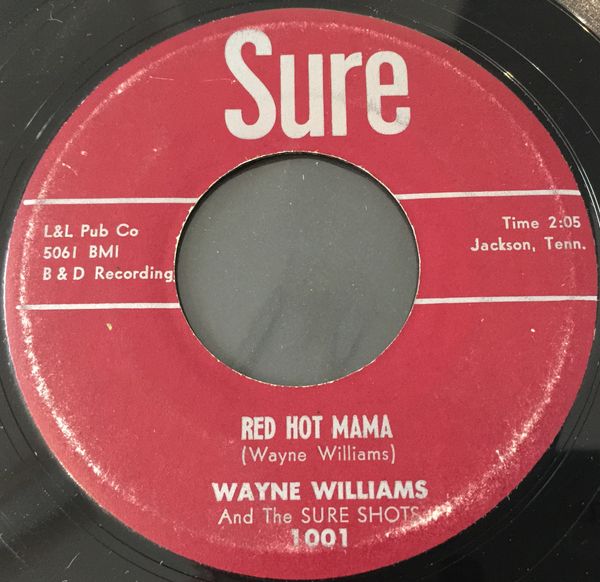 Sure
L&L Pub Co
5061 BMI
B & D Recording
Time 2:05
Jackson, Tenn.
RED HOT MAMA
(Wayne Williams)
WAYNE WILLIAMS
And The SURE SHOTS
1001